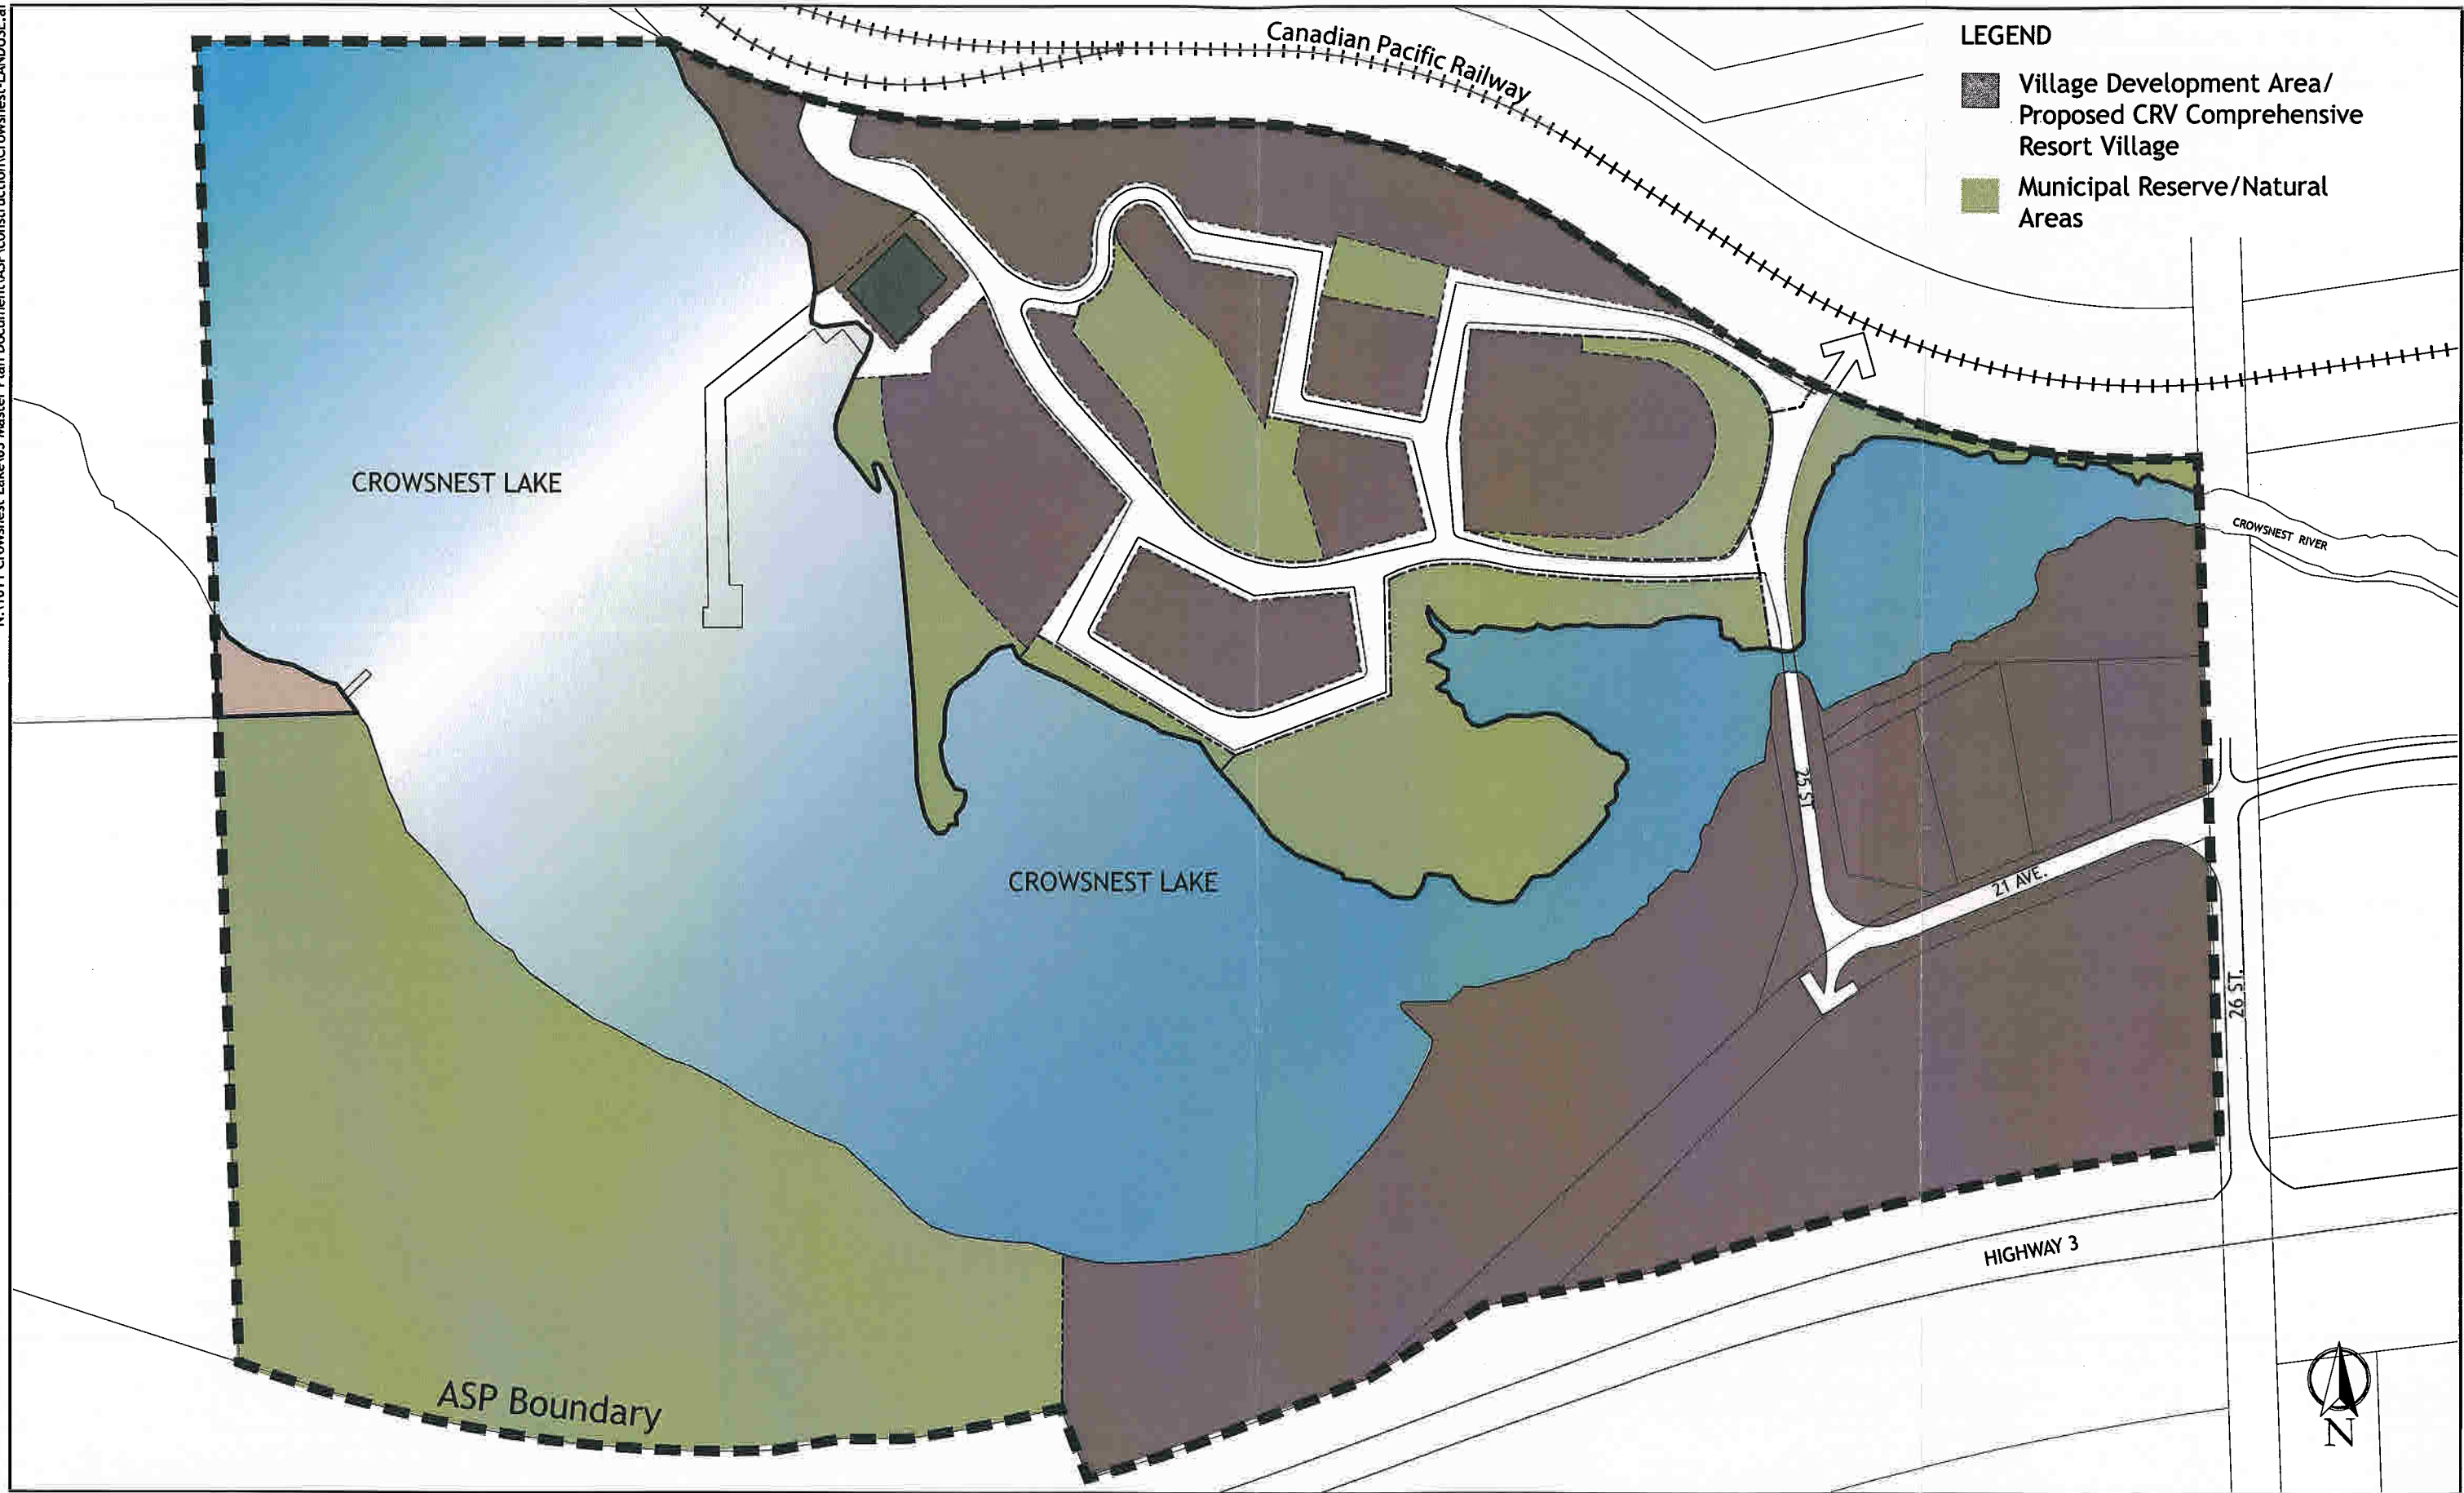 Canadian Pacific Railway
LEGEND
Village Development Area/
Proposed CRV Comprehensive
Resort Village
Municipal Reserve/Natural
Areas
CROWSNEST LAKE
CROWSNEST RIVER
25 ST.
CROWSNEST LAKE
21 AVE.
26 ST.
HIGHWAY 3
ASP Boundary
N